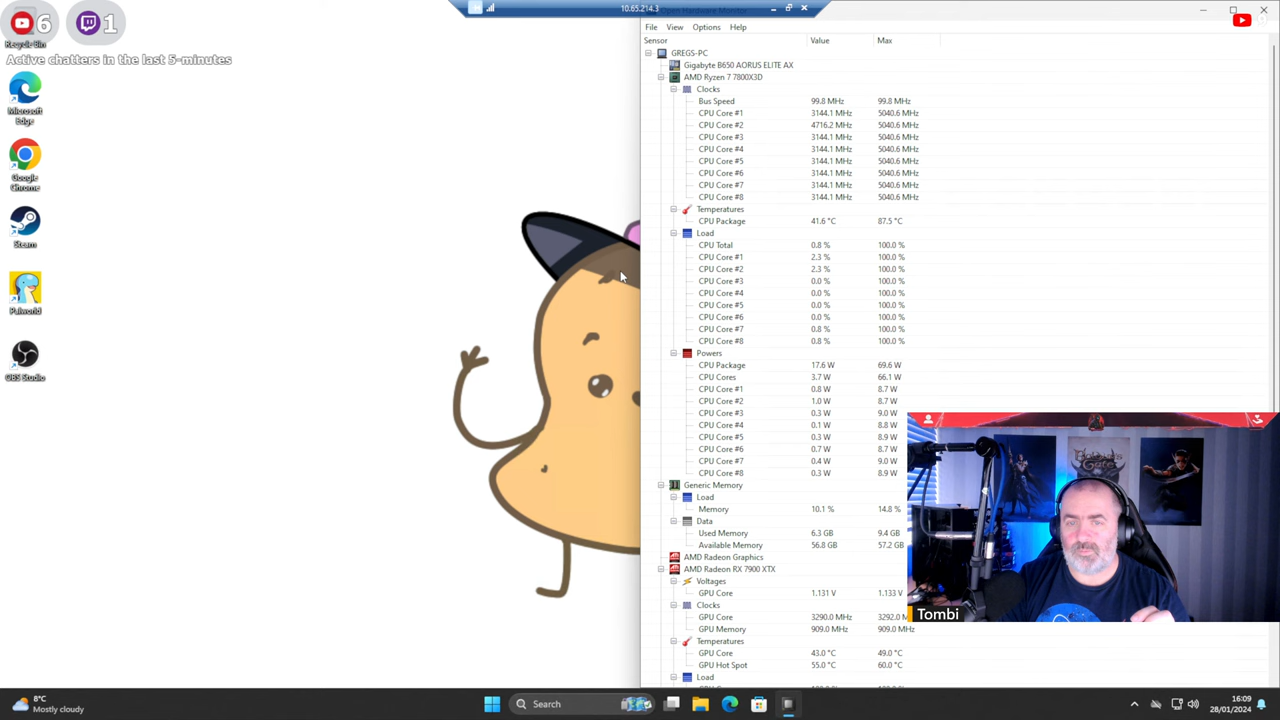 6
1
Recycle Bin
Active chatters in the last 5-minutes
Microsoft
Edge
Google
Chrome
Steam
Palworld
OBS Studio
10.65.214.3
File View Options Help
Sensor Value Max
GREGS-PC
Gigabyte B650 AORUS ELITE AX
AMD Ryzen 7 7800X3D
Clocks
Bus Speed 99.8 MHz 99.8 MHz
CPU Core #1 3144.1 MHz 5040.6 MHz
CPU Core #2 4716.2 MHz 5040.6 MHz
CPU Core #3 3144.1 MHz 5040.6 MHz
CPU Core #4 3144.1 MHz 5040.6 MHz
CPU Core #5 3144.1 MHz 5040.6 MHz
CPU Core #6 3144.1 MHz 5040.6 MHz
CPU Core #7 3144.1 MHz 5040.6 MHz
CPU Core #8 3144.1 MHz 5040.6 MHz
Temperatures
CPU Package 41.6 °C 87.5 °C
Load
CPU Total 0.8 % 100.0 %
CPU Core #1 2.3 % 100.0 %
CPU Core #2 2.3 % 100.0 %
CPU Core #3 0.0 % 100.0 %
CPU Core #4 0.0 % 100.0 %
CPU Core #5 0.0 % 100.0 %
CPU Core #6 0.0 % 100.0 %
CPU Core #7 0.8 % 100.0 %
CPU Core #8 0.8 % 100.0 %
Powers
CPU Package 17.6 W 69.6 W
CPU Cores 3.7 W 66.1 W
CPU Core #1 0.8 W 8.7 W
CPU Core #2 1.0 W 8.7 W
CPU Core #3 0.3 W 9.0 W
CPU Core #4 0.1 W 8.8 W
CPU Core #5 0.3 W 8.9 W
CPU Core #6 0.7 W 8.7 W
CPU Core #7 0.4 W 9.0 W
CPU Core #8 0.3 W 8.9 W
Generic Memory
Load
Memory 10.1 % 14.8 %
Data
Used Memory 6.3 GB 9.4 GB
Available Memory 56.8 GB 57.2 GB
AMD Radeon Graphics
AMD Radeon RX 7900 XTX
Voltages
GPU Core 1.131 V 1.133 V
Clocks
GPU Core 3290.0 MHz 3292.0 M
GPU Memory 909.0 MHz 909.0 MHz
Temperatures
GPU Core 43.0 °C 49.0 °C
GPU Hot Spot 55.0 °C 60.0 °C
Load
Tombi
8°C
Mostly cloudy
Search
16:09
28/01/2024